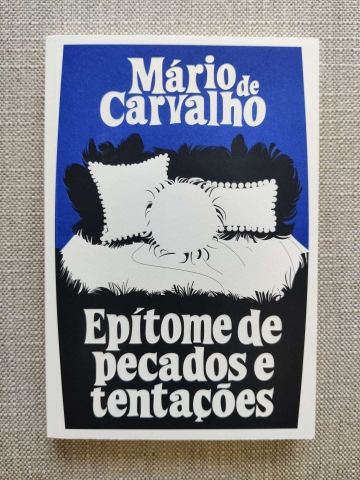 Mário de
Carvalho
Epítome de
pecados e
tentações